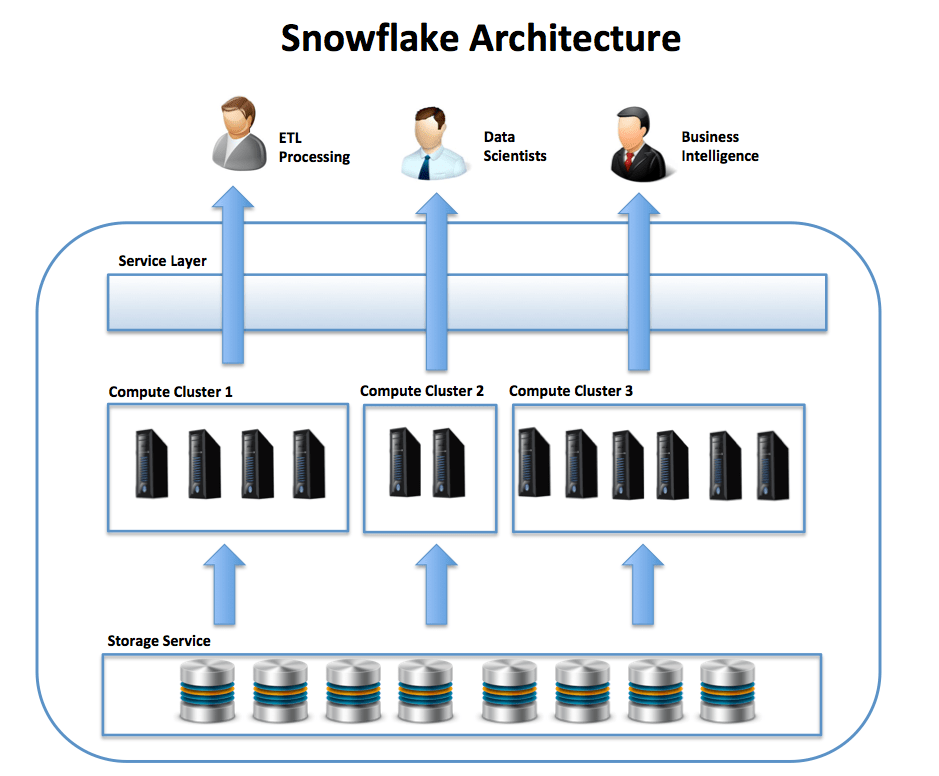 Snowflake Architecture
ETL
Processing
Data
Scientists
Business
Intelligence
Service Layer
Compute Cluster 1
Compute Cluster 2
Compute Cluster 3
Storage Service